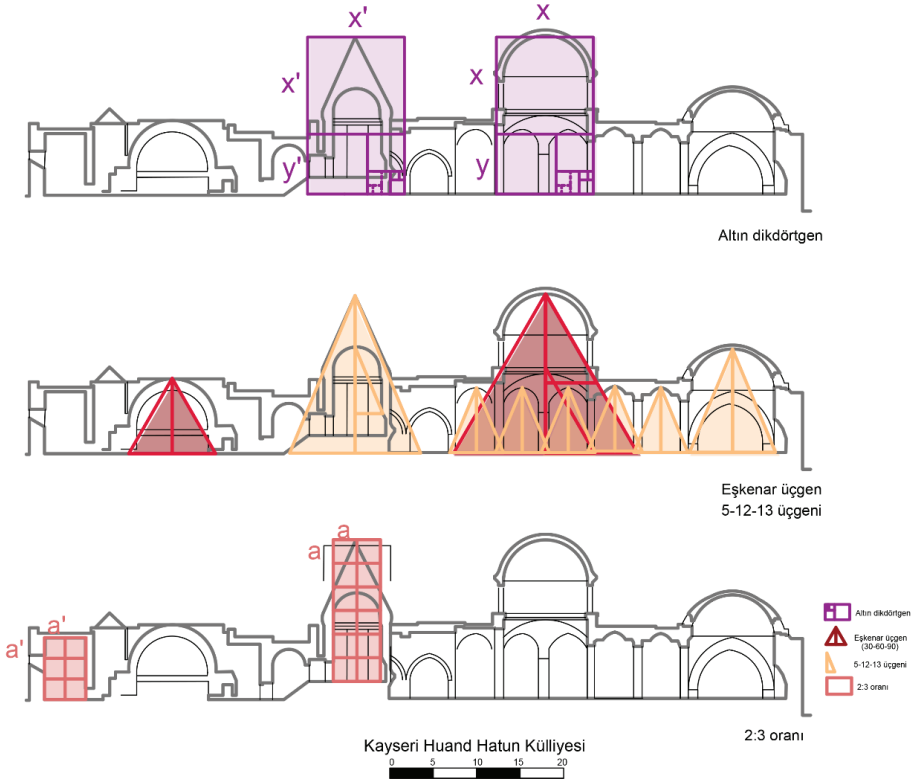 x'
x
x'
x
y'
y
Altın dikdörtgen
Eşkenar üçgen
5-12-13 üçgeni
a
a
a'
a'
Altın dikdörtgen
Eşkenar üçgen
(30-60-90)
5-12-13 üçgeni
2:3 oranı
2:3 oranı
Kayseri Huand Hatun Külliyesi
0 5 10 15 20